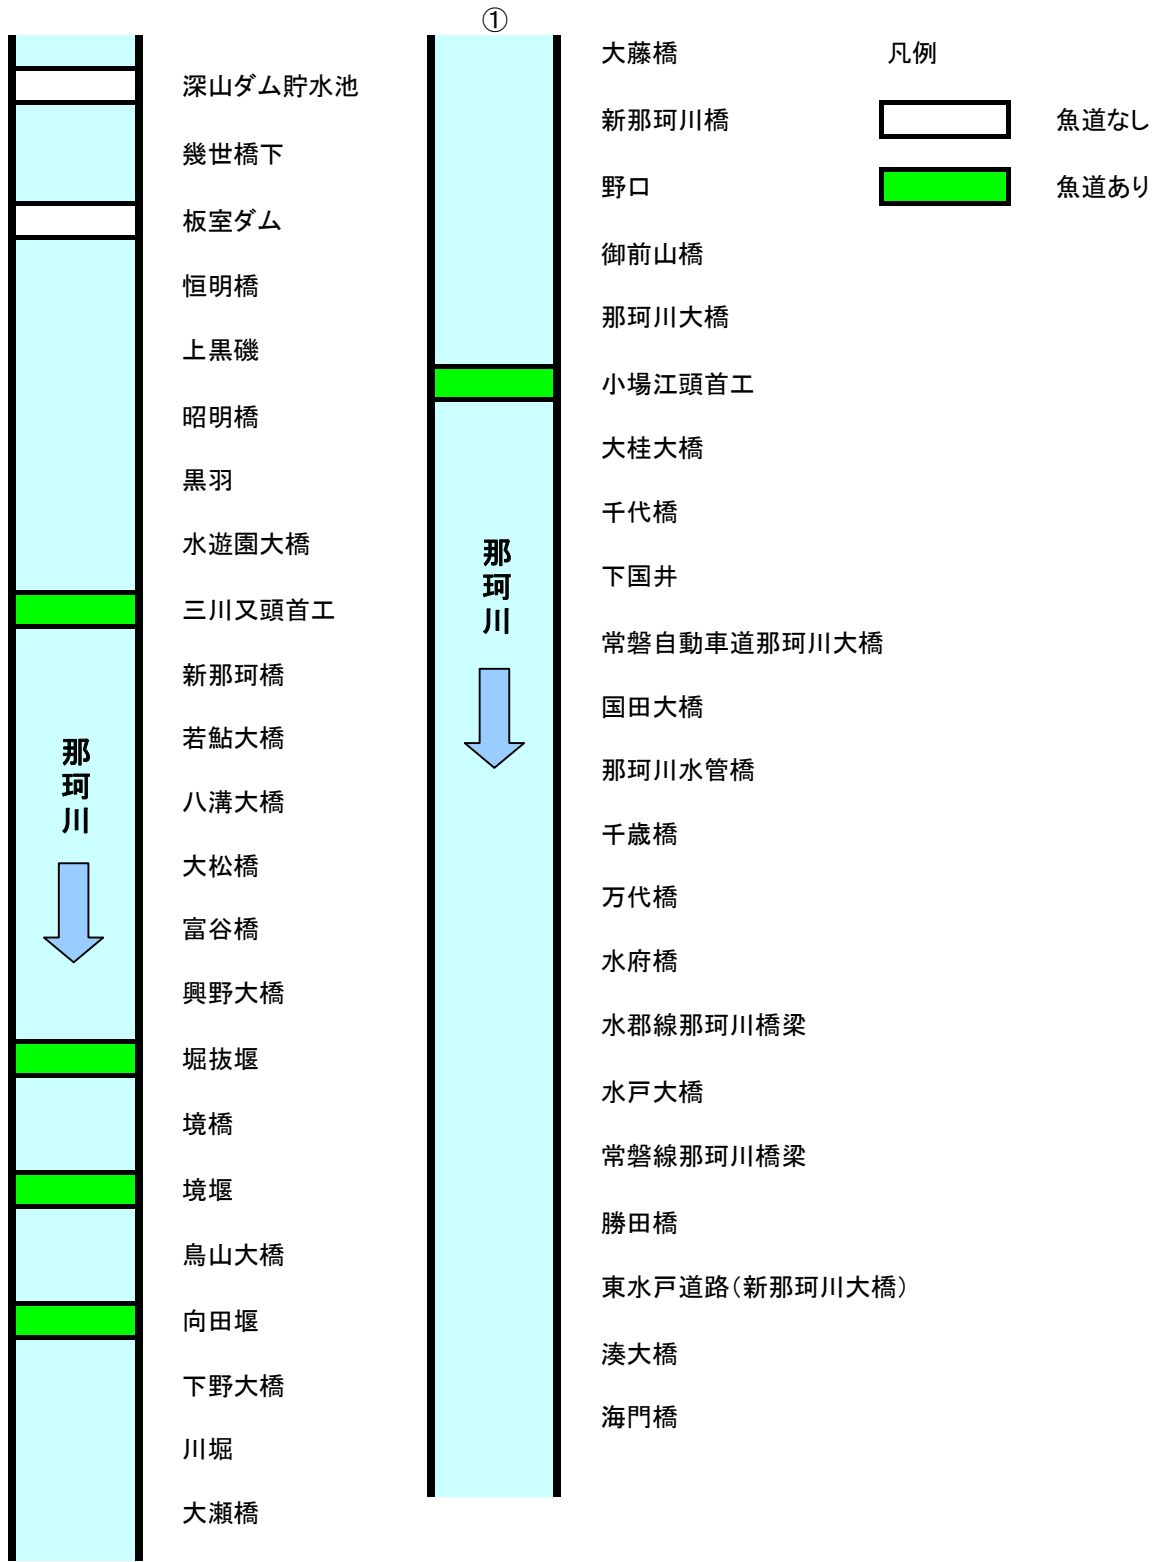 深山ダム貯水池
幾世橋下
板室ダム
恒明橋
上黒磯
昭明橋
黒羽
水遊園大橋
三川又頭首工
新那珂橋
若鮎大橋
八溝大橋
大松橋
富谷橋
興野大橋
堀抜堰
境橋
境堰
烏山大橋
向田堰
下野大橋
川堀
大瀬橋
那珂川
①
大藤橋
新那珂川橋
野口
御前山橋
那珂川大橋
小場江頭首工
大桂大橋
千代橋
下国井
常磐自動車道那珂川大橋
国田大橋
那珂川水管橋
千歳橋
万代橋
水府橋
水郡線那珂川橋梁
水戸大橋
常磐線那珂川橋梁
勝田橋
東水戸道路（新那珂川大橋）
湊大橋
海門橋
那珂川
凡例
魚道なし
魚道あり